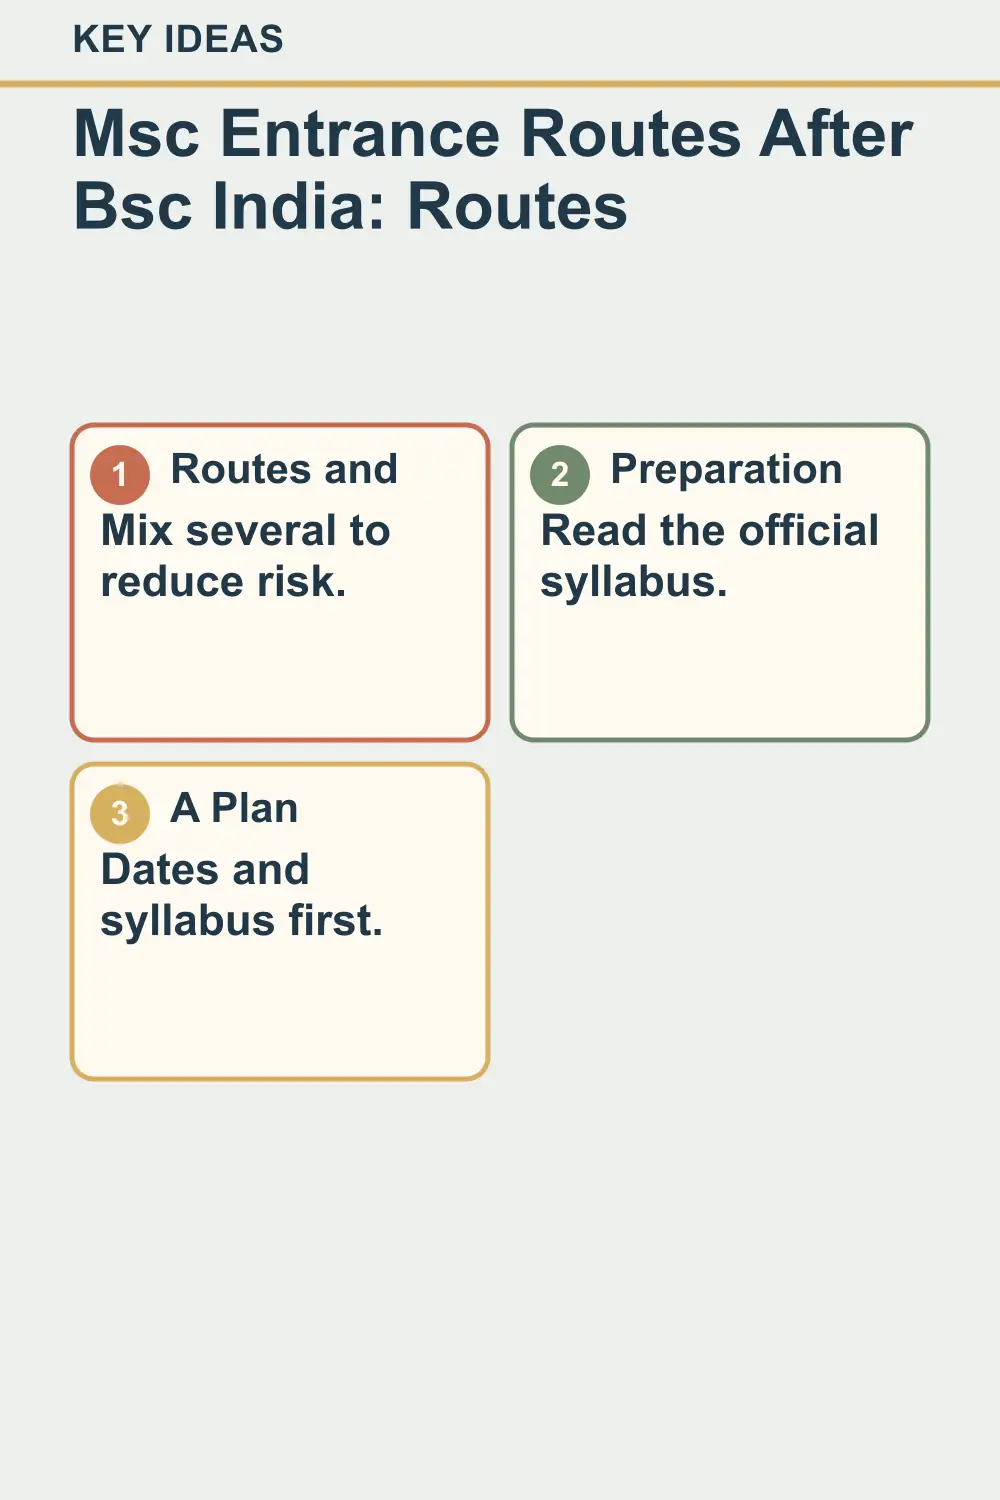 KEY IDEAS
Msc Entrance Routes After
Bsc India: Routes
1 Routes and
Mix several to
reduce risk.
2 Preparation
Read the official
syllabus.
3 A Plan
Dates and
syllabus first.